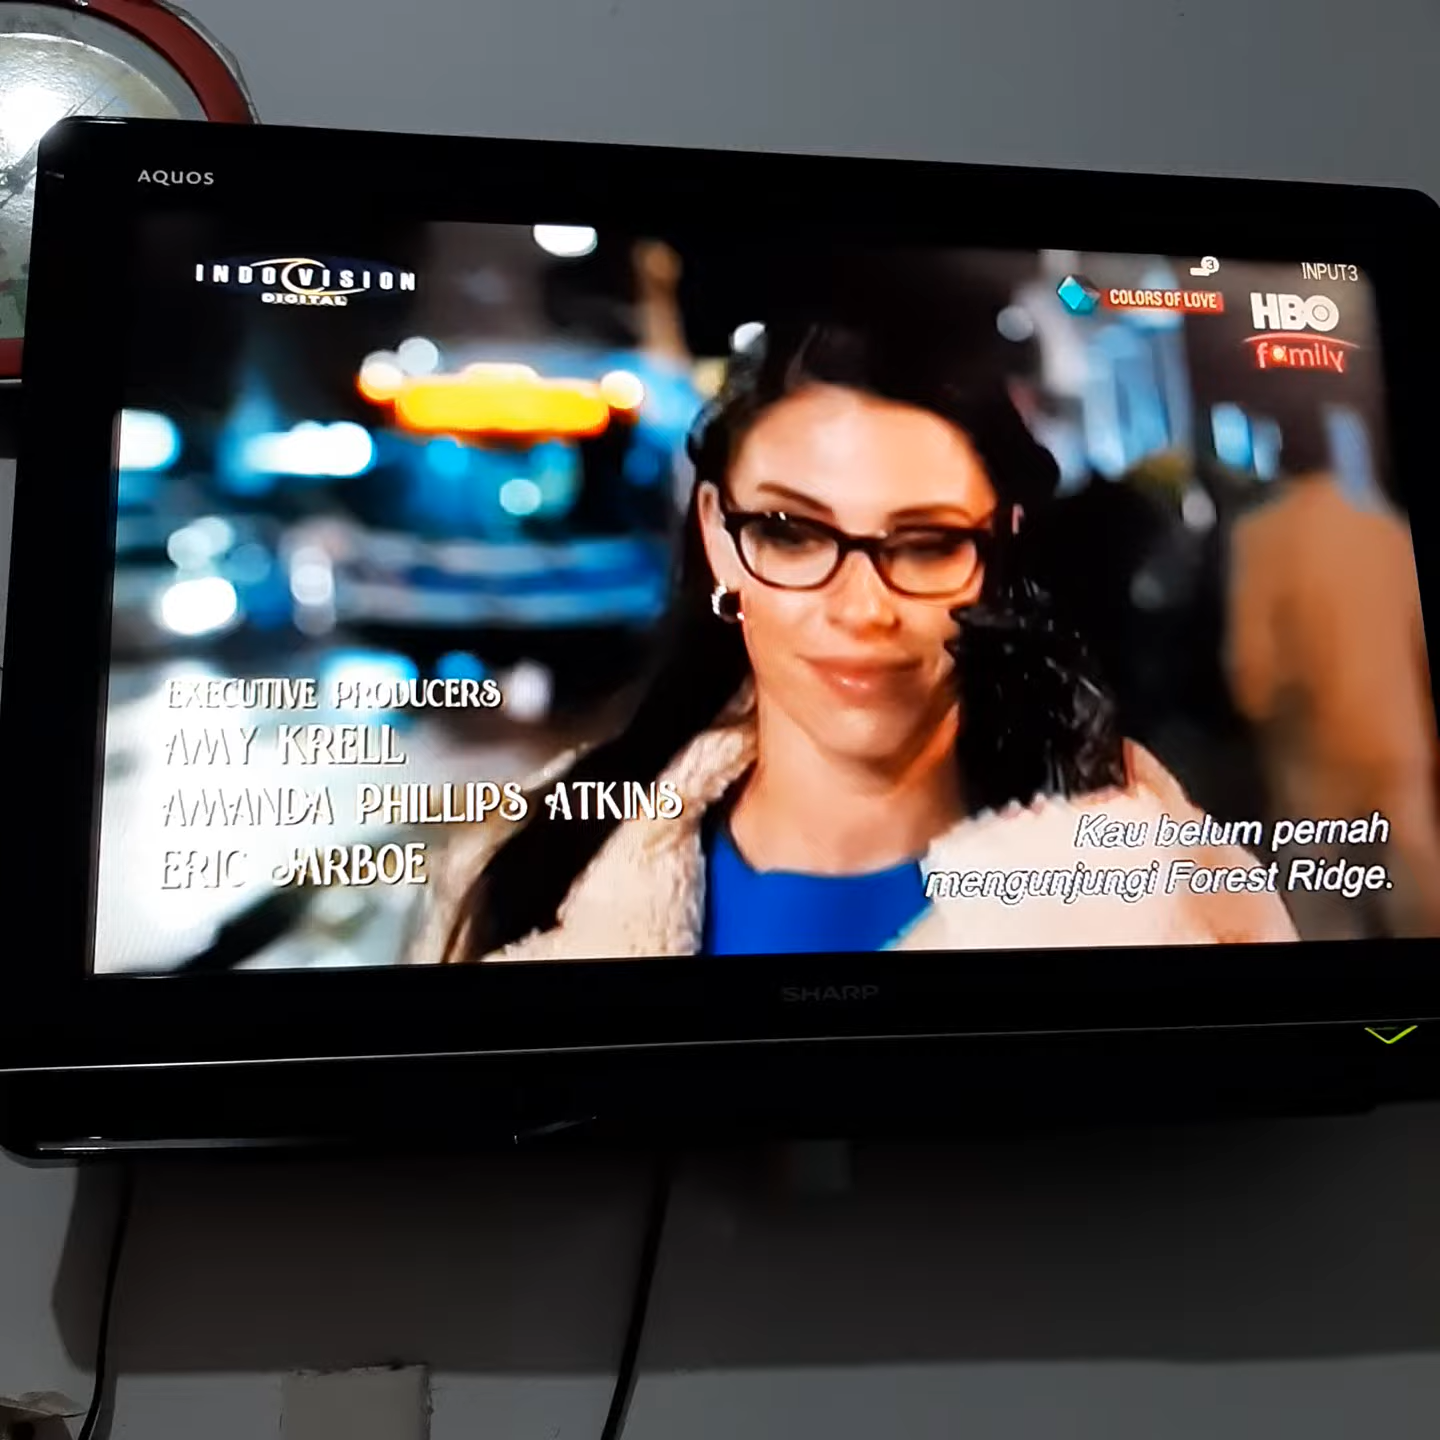 AQUOS
INDOVISION
DIGITAL
3
INPUT3
COLORS OF LOVE
HBO
family
EXECUTIVE PRODUCERS
AMY KRELL
AMANDA PHILLIPS ATKINS
ERIC JARBOE
Kau belum pernah
mengunjungi Forest Ridge.
SHARP